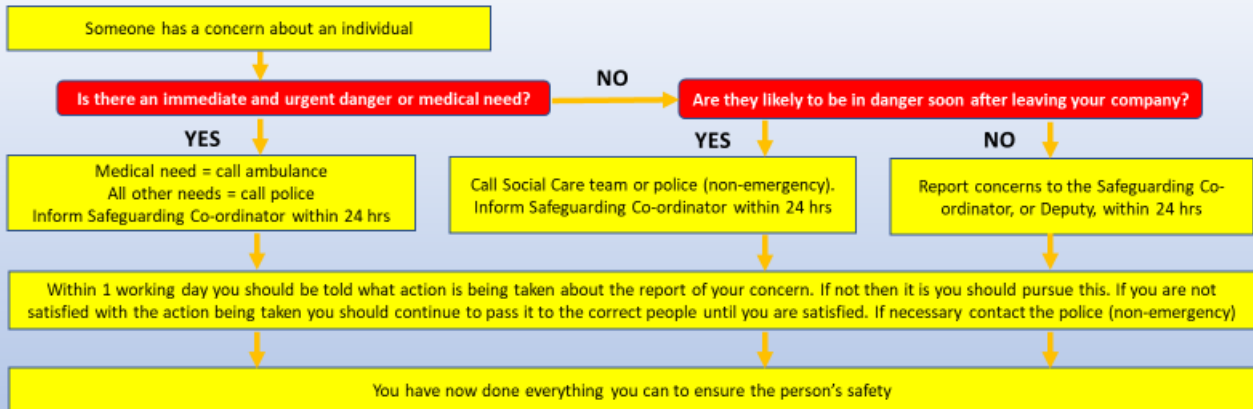 Someone has a concern about an individual
Is there an immediate and urgent danger or medical need?
NO
Are they likely to be in danger soon after leaving your company?
YES
YES
NO
Medical need = call ambulance
All other needs = call police
Inform Safeguarding Co-ordinator within 24 hrs
Call Social Care team or police (non-emergency).
Inform Safeguarding Co-ordinator within 24 hrs
Report concerns to the Safeguarding Co-
ordinator, or Deputy, within 24 hrs
Within 1 working day you should be told what action is being taken about the report of your concern. If not then it is you should pursue this. If you are not
satisfied with the action being taken you should continue to pass it to the correct people until you are satisfied. If necessary contact the police (non-emergency)
You have now done everything you can to ensure the person's safety